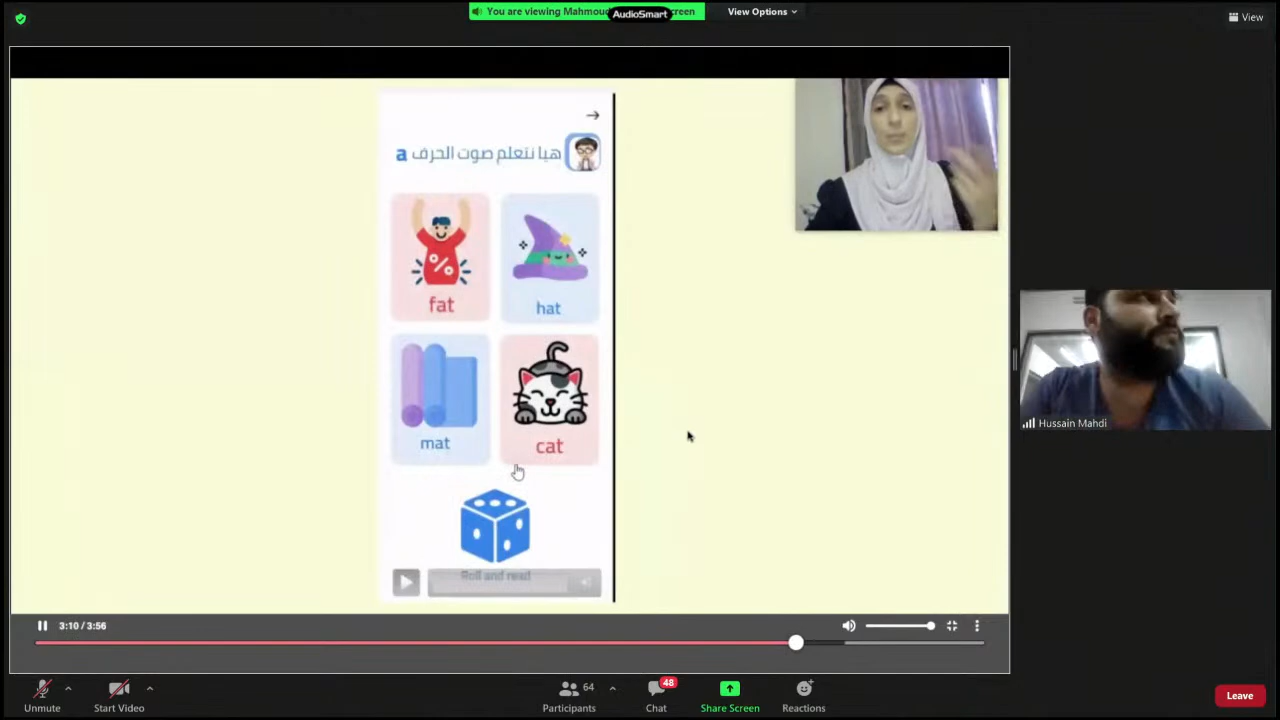 You are viewing Mahmoud
AudioSmart
screen
View Options
View
هيا نتعلم صوت الحرف a
fat
hat
mat
cat
Roll and read
Hussain Mahdi
3:10 / 3:56
Unmute
Start Video
64
Participants
48
Chat
Share Screen
Reactions
Leave